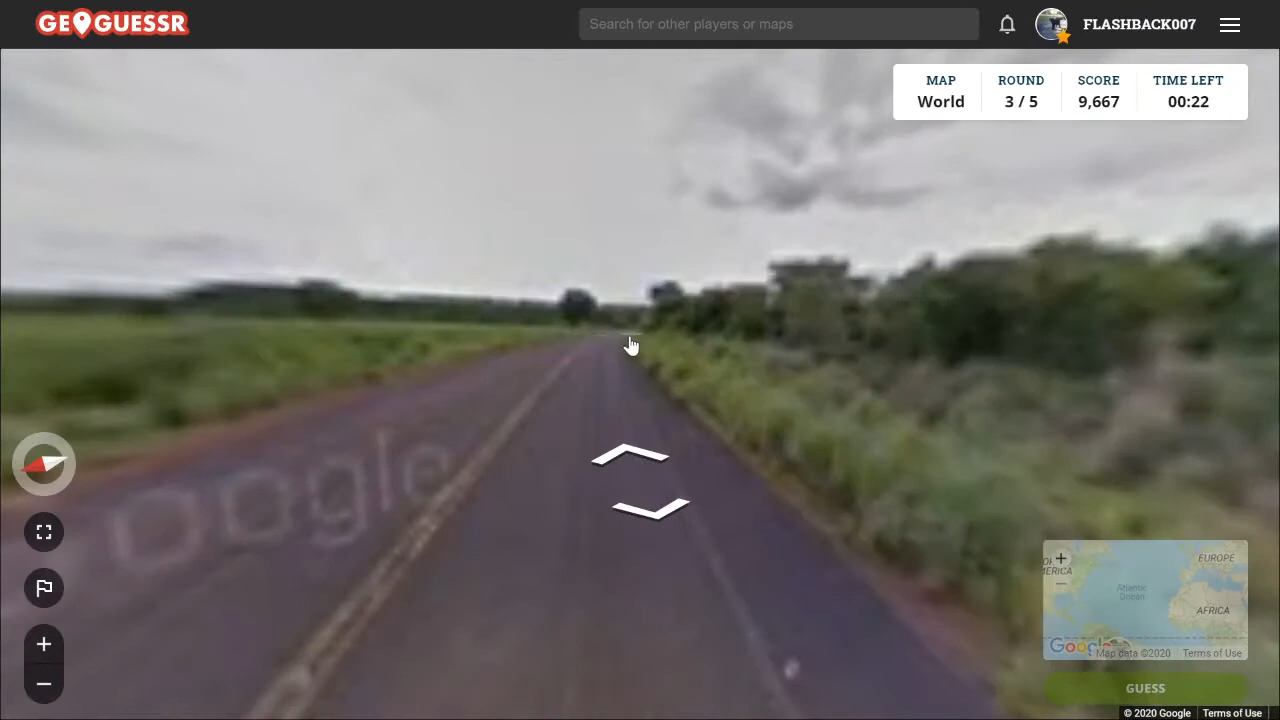 GEOGUESSR
Search for other players or maps
FLASHBACK007
MAP
World
ROUND
3 / 5
SCORE
9,667
TIME LEFT
00:22
EUROPE
Atlantic
Ocean
AFRICA
Google
Map data ©2020
Terms of Use
GUESS
© 2020 Google
Terms of Use